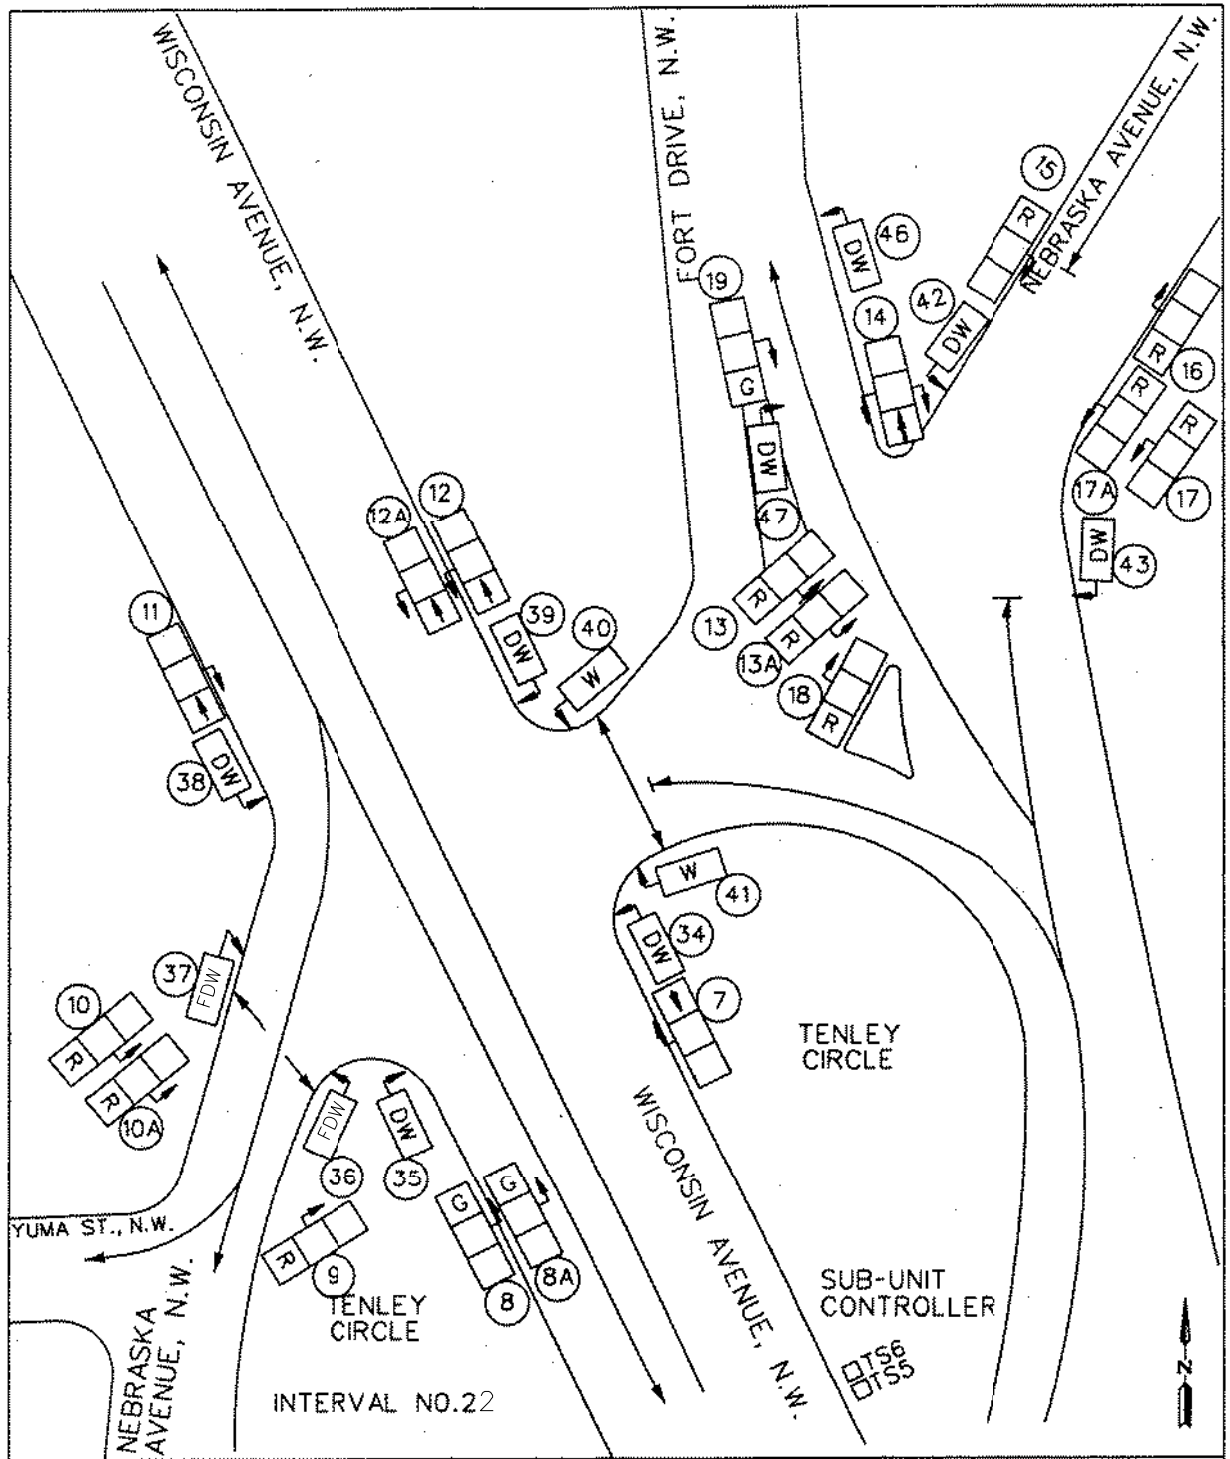 WISCONSIN AVENUE, N.W.
FORT DRIVE, N.W.
NEBRASKA AVENUE, N.W.
15
R
46
DW
42
DW
14
19
G
DW
47
16
R
R
R
17A
17
DW
43
12
12A
39
DW
40
W
13
R
13A
R
18
R
11
38
DW
W
41
34
DW
7
37
FDW
10
R
R
10A
TENLEY
CIRCLE
FDW
36
DW
35
G
G
8
8A
R
9
YUMA ST., N.W.
NEBRASKA
AVENUE, N.W.
TENLEY
CIRCLE
WISCONSIN AVENUE, N.W.
SUB-UNIT
CONTROLLER
TS6
TS5
INTERVAL NO.22
N